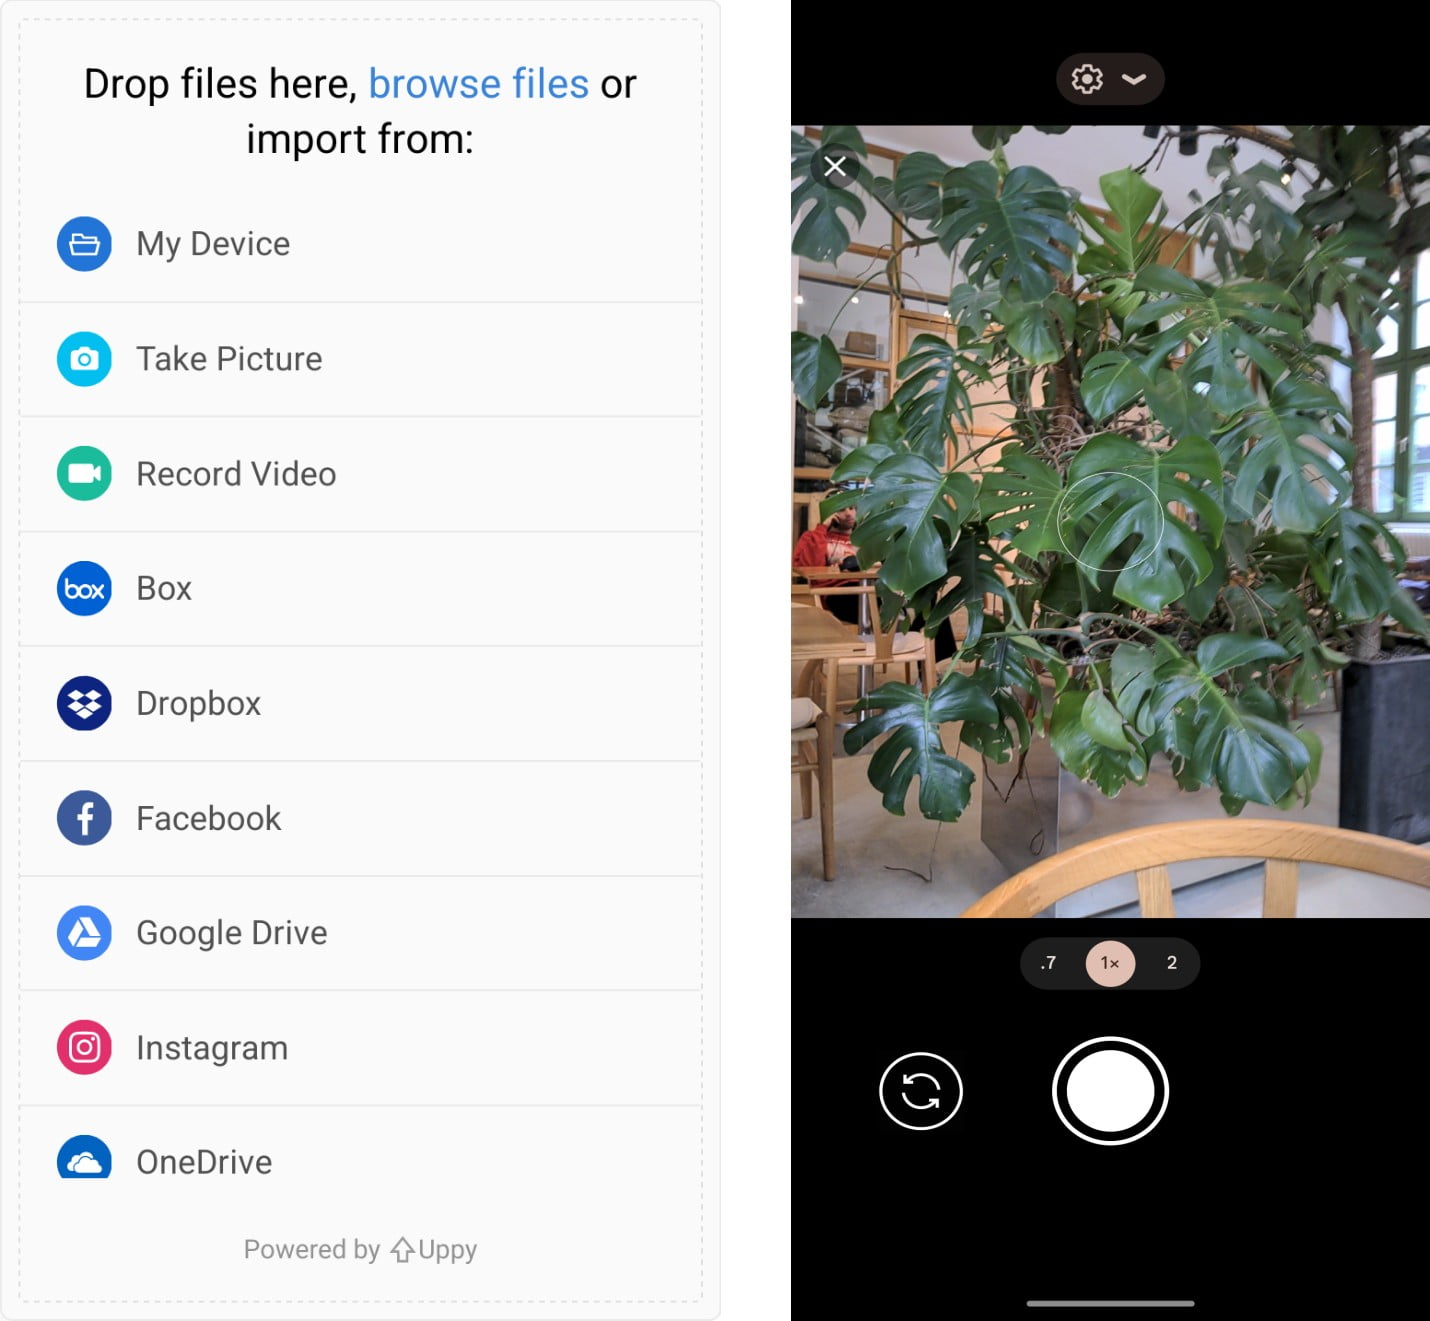 Drop files here, browse files or
import from:
My Device
Take Picture
Record Video
box Box
Dropbox
Facebook
Google Drive
Instagram
OneDrive
Powered by Uppy
.7 1× 2